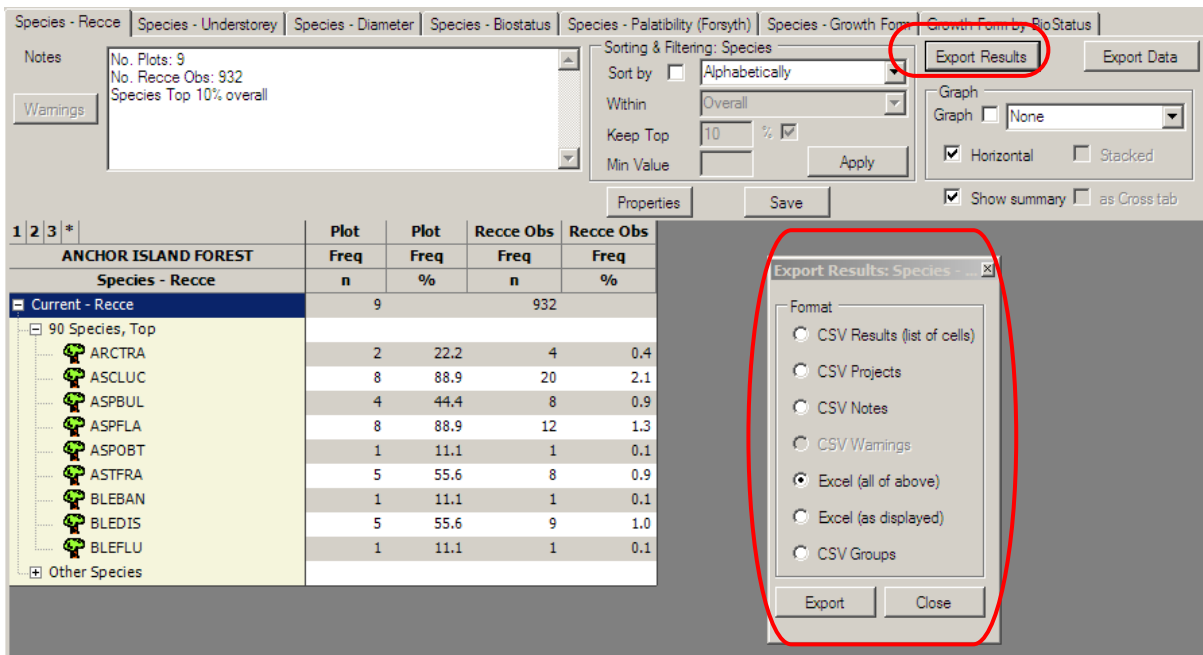 Species - Recce Species - Understorey Species - Diameter Species - Biostatus Species - Palatibility (Forsyth) Species - Growth Form Growth Form by BioStatus
Notes
No. Plots: 9
No. Recce Obs: 932
Species Top 10% overall
Warnings
Sorting & Filtering: Species
Sort by Alphabetically
Within Overall
Keep Top 10 %
Min Value Apply
Properties Save
Export Results Export Data
Graph
Graph None
Horizontal Stacked
Show summary as Cross tab
1 2 3 * Plot Plot Recce Obs Recce Obs
ANCHOR ISLAND FOREST Freq Freq Freq Freq
Species - Recce n % n %
Current - Recce 9 932
90 Species, Top
ARCTRA 2 22.2 4 0.4
ASCLUC 8 88.9 20 2.1
ASPBUL 4 44.4 8 0.9
ASPFLA 8 88.9 12 1.3
ASPOBT 1 11.1 1 0.1
ASTFRA 5 55.6 8 0.9
BLEBAN 1 11.1 1 0.1
BLEDIS 5 55.6 9 1.0
BLEFLU 1 11.1 1 0.1
Other Species
Export Results: Species - ...
Format
CSV Results (list of cells)
CSV Projects
CSV Notes
CSV Warnings
Excel (all of above)
Excel (as displayed)
CSV Groups
Export Close